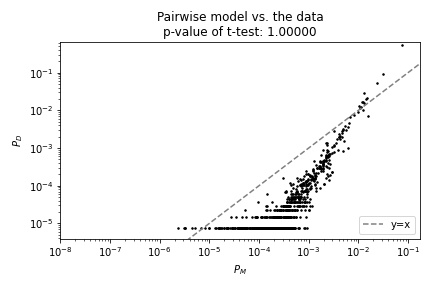 Pairwise model vs. the data
p-value of t-test: 1.00000
P_D
10^{-1}
10^{-2}
10^{-3}
10^{-4}
10^{-5}
y=x
10^{-8} 10^{-7} 10^{-6} 10^{-5} 10^{-4} 10^{-3} 10^{-2} 10^{-1}
P_M